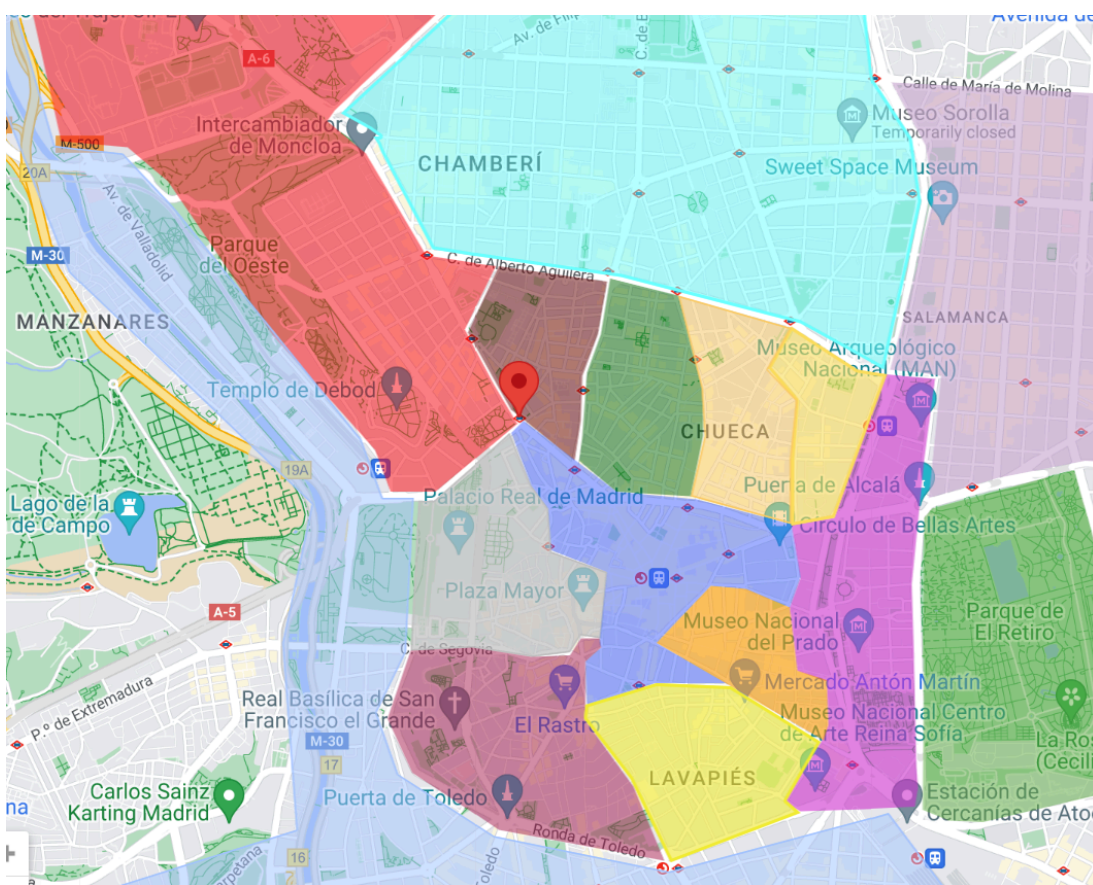 Avenida de
Av. de Filip
C. de B
A-6
Calle de María de Molina
Intercambiador
de Moncloa
Museo Sorolla
Temporarily closed
M-500
CHAMBERÍ
Sweet Space Museum
20A
Av. de Valladolid
M-30
Parque
del Oeste
C. de Alberto Aguilera
MANZANARES
SALAMANCA
Museo Arqueológico
Nacional (MAN)
Templo de Debod
CHUECA
19A
Puerta de Alcalá
Palacio Real de Madrid
Lago de la
de Campo
Círculo de Bellas Artes
Plaza Mayor
A-5
Museo Nacional
del Prado
Parque de
El Retiro
C. de Segovia
P.º de Extremadura
Real Basílica de San
Francisco el Grande
Mercado Antón Martín
El Rastro
Museo Nacional Centro
de Arte Reina Sofía
M-30
La Ros
(Cecili
17
LAVAPIÉS
Carlos Sainz
Karting Madrid
Puerta de Toledo
Estación de
Cercanías de Ato
na
Ronda de Toledo
16
Toledo